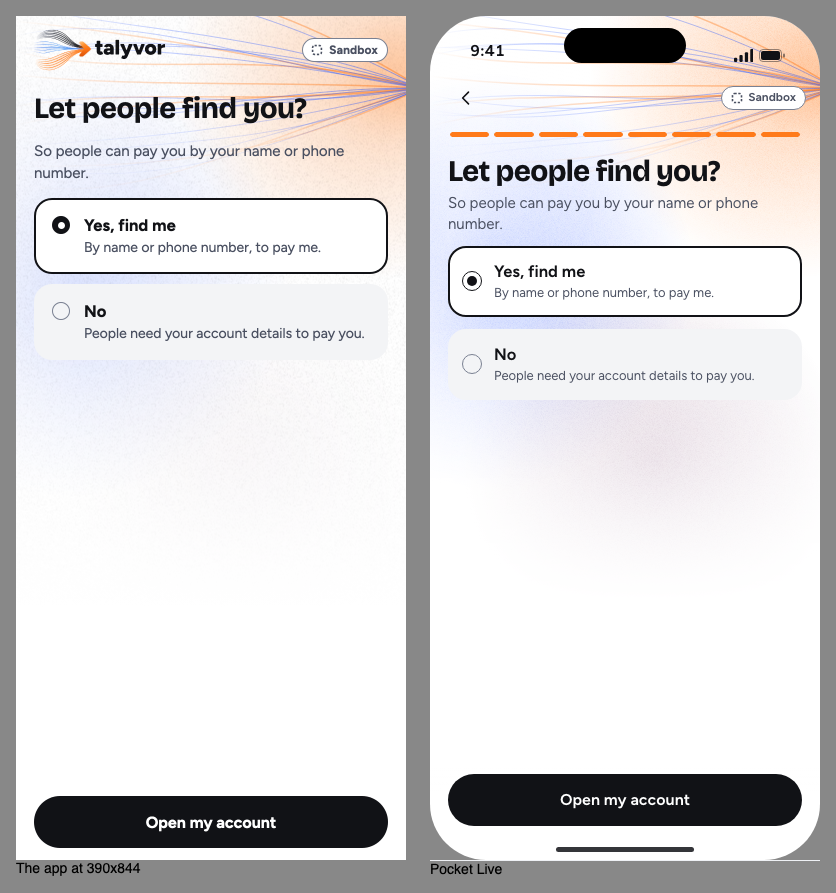 talyvor
Sandbox
Let people find you?
So people can pay you by your name or phone
number.
Yes, find me
By name or phone number, to pay me.
No
People need your account details to pay you.
Open my account
The app at 390x844
9:41
Sandbox
Let people find you?
So people can pay you by your name or phone
number.
Yes, find me
By name or phone number, to pay me.
No
People need your account details to pay you.
Open my account
Pocket Live